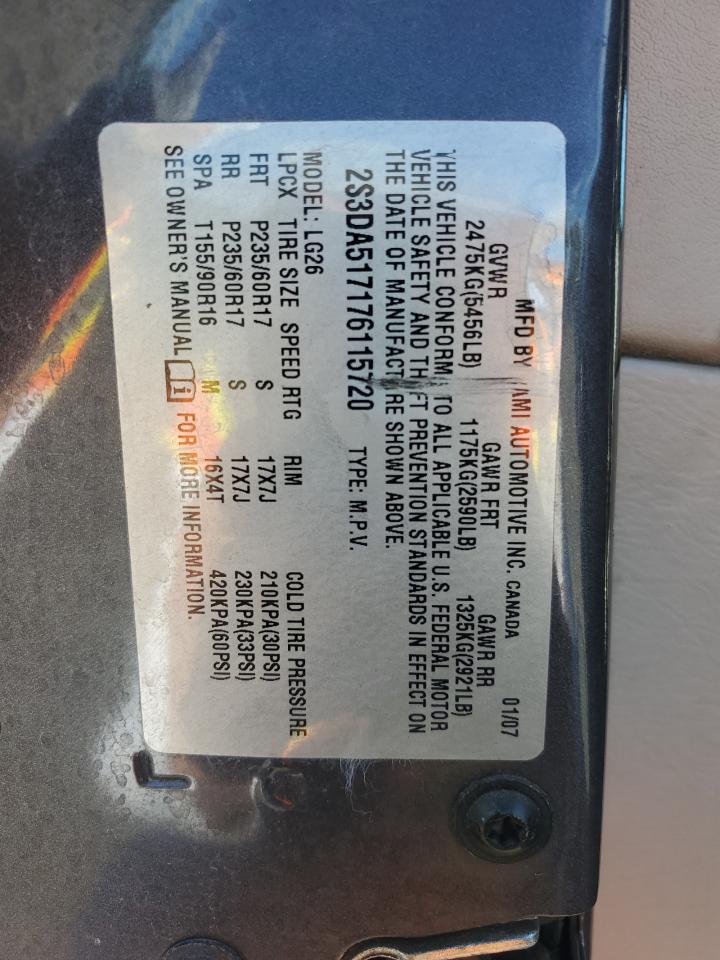 MFD BY CAMI AUTOMOTIVE INC. CANADA 01/07
GVWR GAWR FRT GAWR RR
2475KG(5456LB) 1175KG(2590LB) 1325KG(2921LB)
THIS VEHICLE CONFORM TO ALL APPLICABLE U.S. FEDERAL MOTOR
VEHICLE SAFETY AND THEFT PREVENTION STANDARDS IN EFFECT ON
THE DATE OF MANUFACTURE SHOWN ABOVE.
2S3DA517176115720 TYPE: M.P.V.
MODEL: LG26
LPCX TIRE SIZE SPEED RTG RIM COLD TIRE PRESSURE
FRT P235/60R17 S 17X7J 210KPA(30PSI)
RR P235/60R17 S 17X7J 230KPA(33PSI)
SPA T155/90R16 M 16X4T 420KPA(60PSI)
SEE OWNER'S MANUAL i FOR MORE INFORMATION.